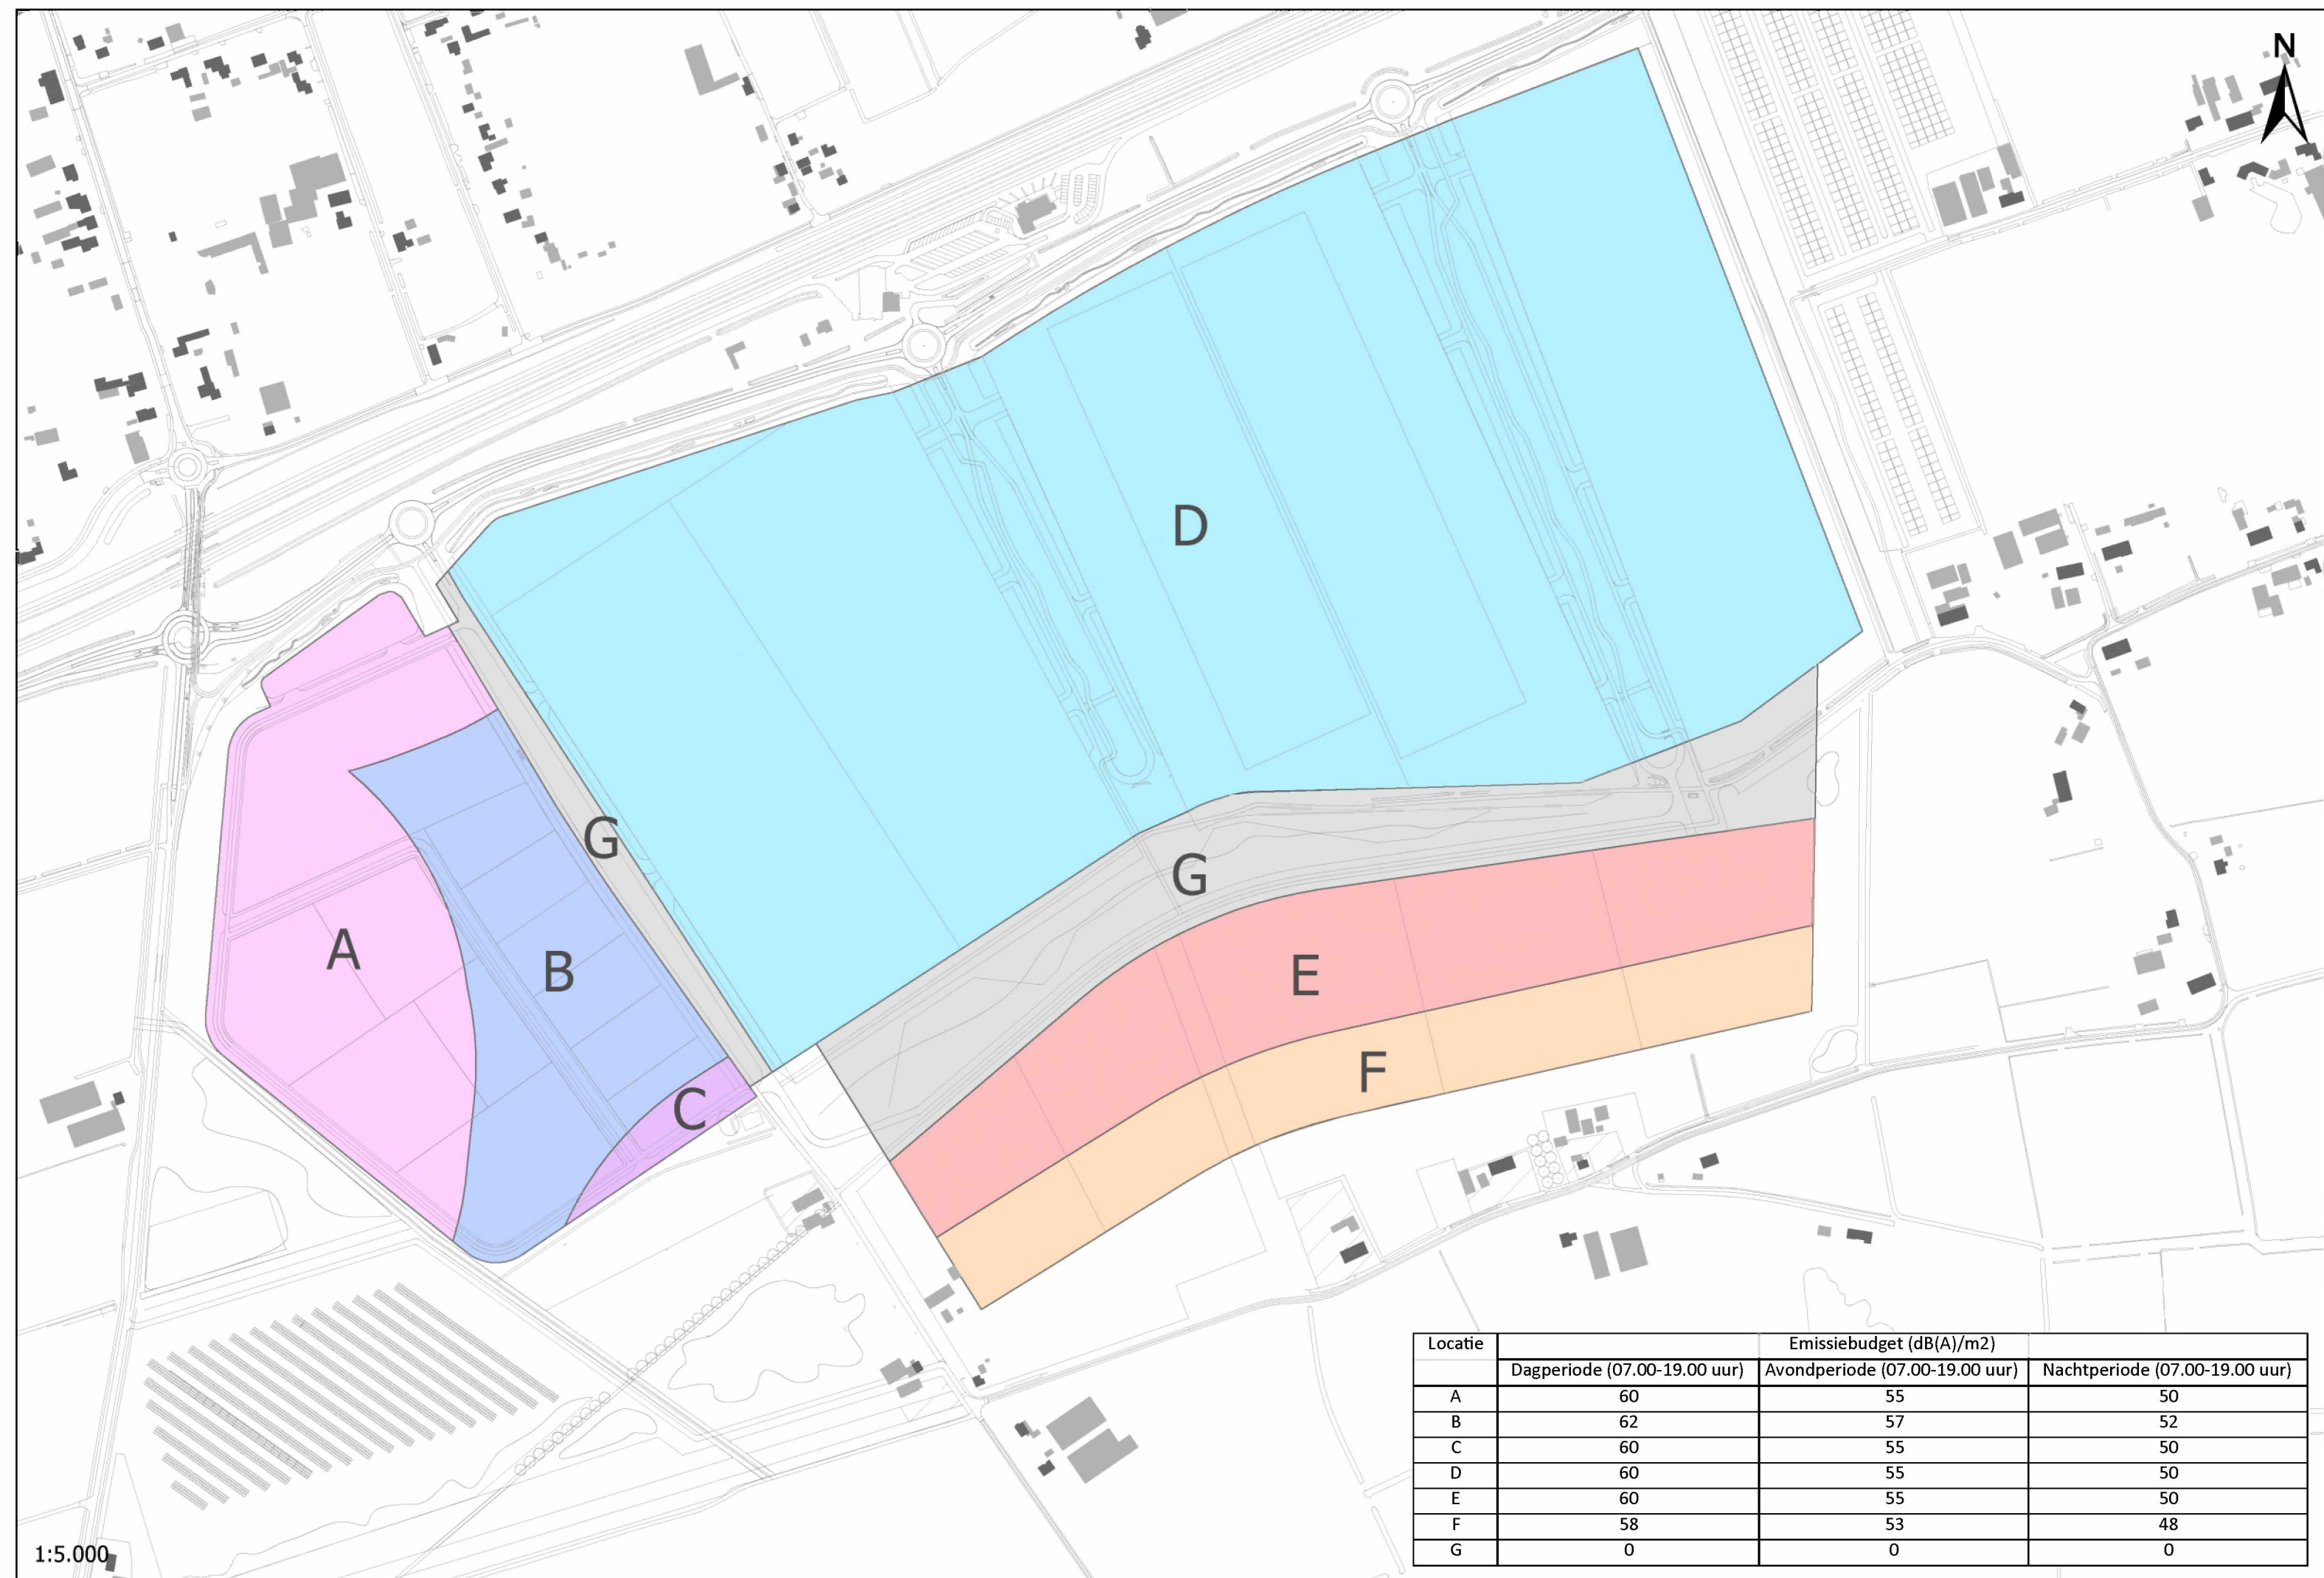 N
D
G
A
B
G
E
C
F
Locatie Emissiebudget (dB(A)/m2)
Dagperiode (07.00-19.00 uur) Avondperiode (07.00-19.00 uur) Nachtperiode (07.00-19.00 uur)
A 60 55 50
B 62 57 52
C 60 55 50
D 60 55 50
E 60 55 50
F 58 53 48
G 0 0 0
1:5.000